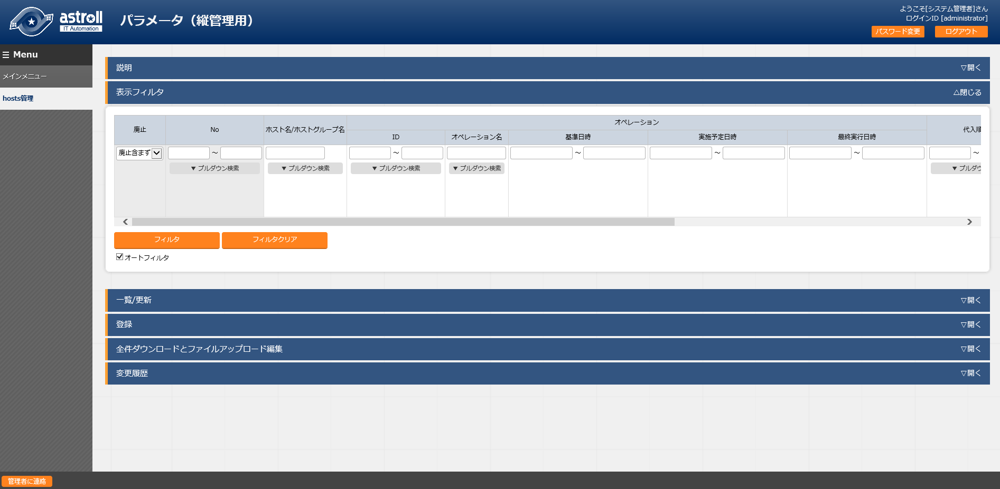 astroll
IT Automation
パラメータ（縦管理用）
ようこそ[システム管理者]さん
ログインID [administrator]
パスワード変更
ログアウト
Menu
メインメニュー
hosts管理
説明
▽開く
表示フィルタ
△閉じる
廃止
No
ホスト名/ホストグループ名
オペレーション
代入順
ID
オペレーション名
基準日時
実施予定日時
最終実行日時
廃止含まず
～
～
～
～
～
～
▼ プルダウン検索
▼ プルダウン検索
▼ プルダウン検索
▼ プルダウン検索
▼ プルダウ
フィルタ
フィルタクリア
オートフィルタ
一覧/更新
▽開く
登録
▽開く
全件ダウンロードとファイルアップロード編集
▽開く
変更履歴
▽開く
管理者に連絡